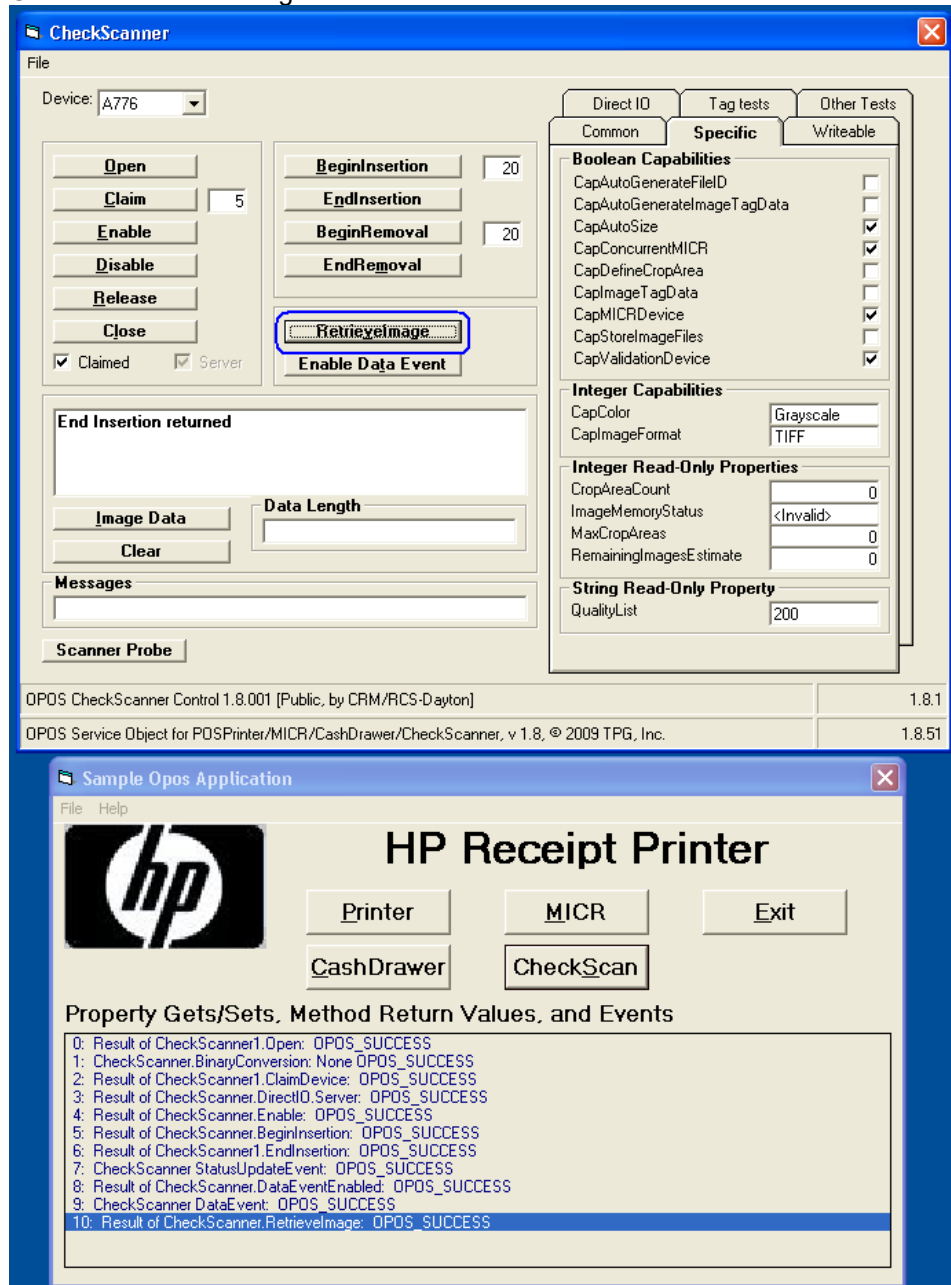 CheckScanner
File
Device: A776
Open
Claim 5
Enable
Disable
Release
Close
Claimed Server
BeginInsertion 20
EndInsertion
BeginRemoval 20
EndRemoval
RetrieveImage
Enable Data Event
End Insertion returned
Image Data
Clear
Data Length
Messages
Scanner Probe
Direct IO Tag tests Other Tests
Common Specific Writeable
Boolean Capabilities
CapAutoGenerateFileID
CapAutoGenerateImageTagData
CapAutoSize
CapConcurrentMICR
CapDefineCropArea
CapImageTagData
CapMICRDevice
CapStoreImageFiles
CapValidationDevice
Integer Capabilities
CapColor Grayscale
CapImageFormat TIFF
Integer Read-Only Properties
CropAreaCount 0
ImageMemoryStatus <Invalid>
MaxCropAreas 0
RemainingImagesEstimate 0
String Read-Only Property
QualityList 200
OPOS CheckScanner Control 1.8.001 [Public, by CRM/RCS-Dayton] 1.8.1
OPOS Service Object for POSPrinter/MICR/CashDrawer/CheckScanner, v 1.8, © 2009 TPG, Inc. 1.8.51
Sample Opos Application
File Help
hp
HP Receipt Printer
Printer MICR Exit
CashDrawer CheckScan
Property Gets/Sets, Method Return Values, and Events
0: Result of CheckScanner1.Open: OPOS_SUCCESS
1: CheckScanner.BinaryConversion: None OPOS_SUCCESS
2: Result of CheckScanner1.ClaimDevice: OPOS_SUCCESS
3: Result of CheckScanner.DirectIO.Server: OPOS_SUCCESS
4: Result of CheckScanner.Enable: OPOS_SUCCESS
5: Result of CheckScanner.BeginInsertion: OPOS_SUCCESS
6: Result of CheckScanner1.EndInsertion: OPOS_SUCCESS
7: CheckScanner StatusUpdateEvent: OPOS_SUCCESS
8: Result of CheckScanner.DataEventEnabled: OPOS_SUCCESS
9: CheckScanner DataEvent: OPOS_SUCCESS
10: Result of CheckScanner.RetrieveImage: OPOS_SUCCESS